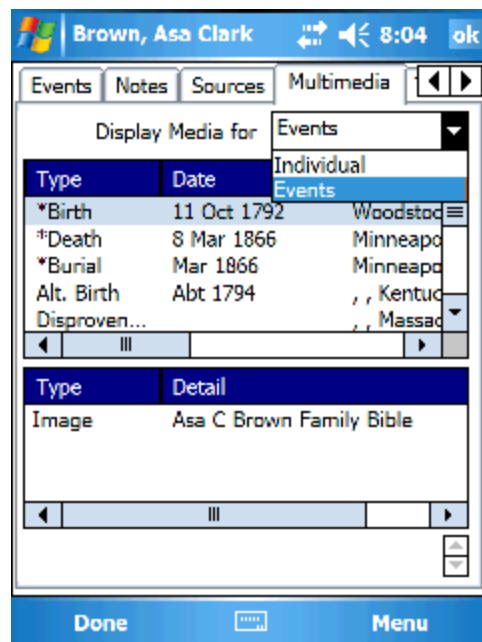 Brown, Asa Clark 8:04 ok
Events Notes Sources Multimedia
Display Media for Events
Individual
Events
Type Date
*Birth 11 Oct 1792 Woodstoc
*Death 8 Mar 1866 Minneapo
*Burial Mar 1866 Minneapo
Alt. Birth Abt 1794 , , Kentuc
Disproven... , , Massac
Type Detail
Image Asa C Brown Family Bible
Done Menu